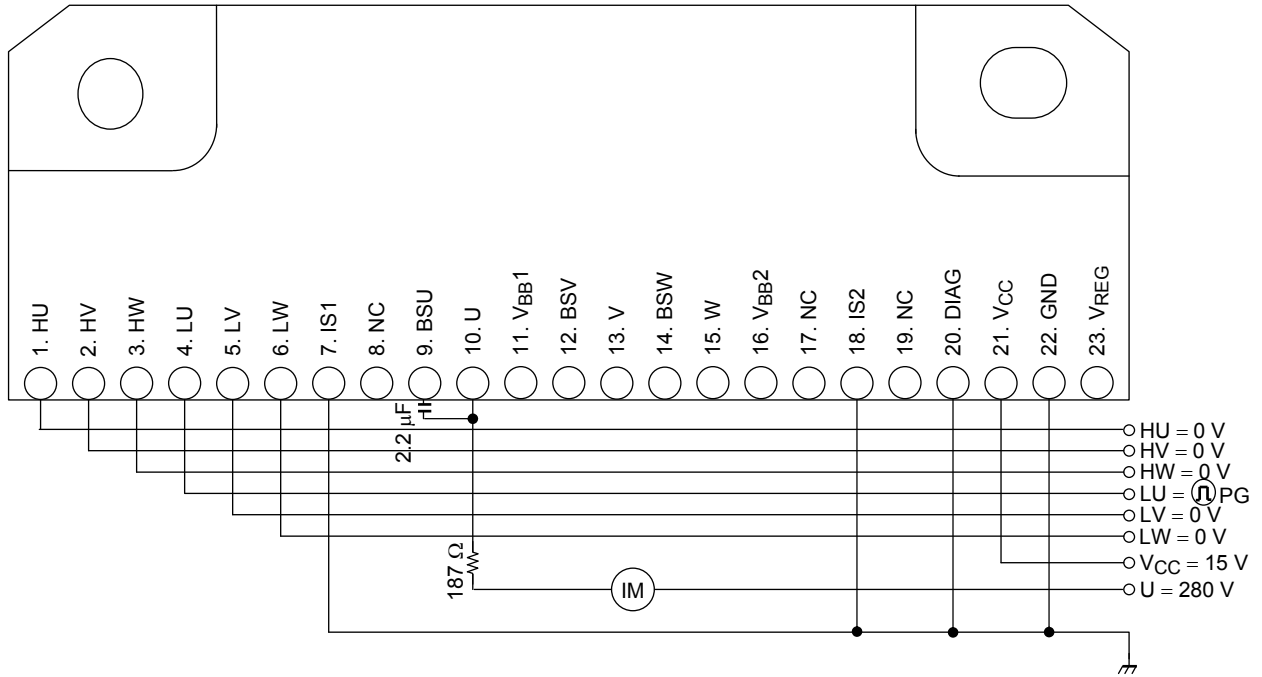 1. HU
2. HV
3. HW
4. LU
5. LV
6. LW
7. IS1
8. NC
9. BSU
10. U
11. VBB1
12. BSV
13. V
14. BSW
15. W
16. VBB2
17. NC
18. IS2
19. NC
20. DIAG
21. VCC
22. GND
23. VREG
2.2 μF
187 Ω
IM
HU = 0 V
HV = 0 V
HW = 0 V
LU = PG
LV = 0 V
LW = 0 V
VCC = 15 V
U = 280 V